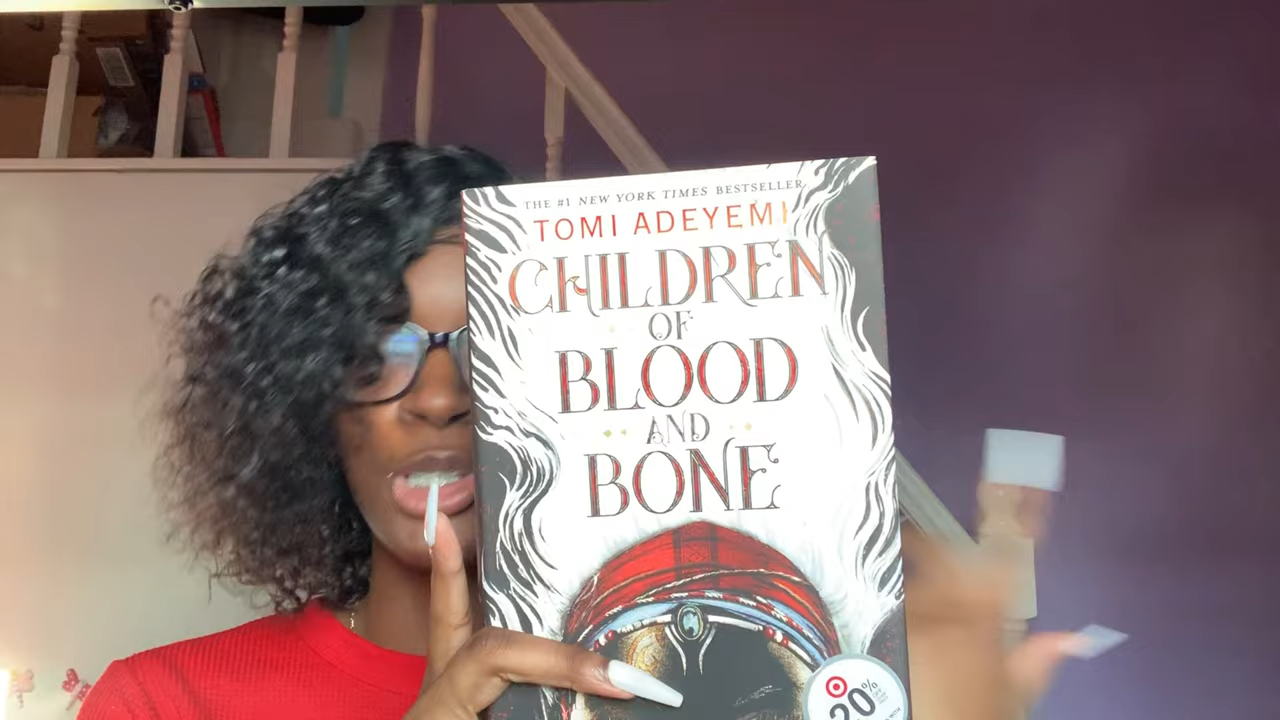 THE #1 NEW YORK TIMES BESTSELLER
TOMI ADEYEMI
CHILDREN
OF
BLOOD
AND
BONE
20%